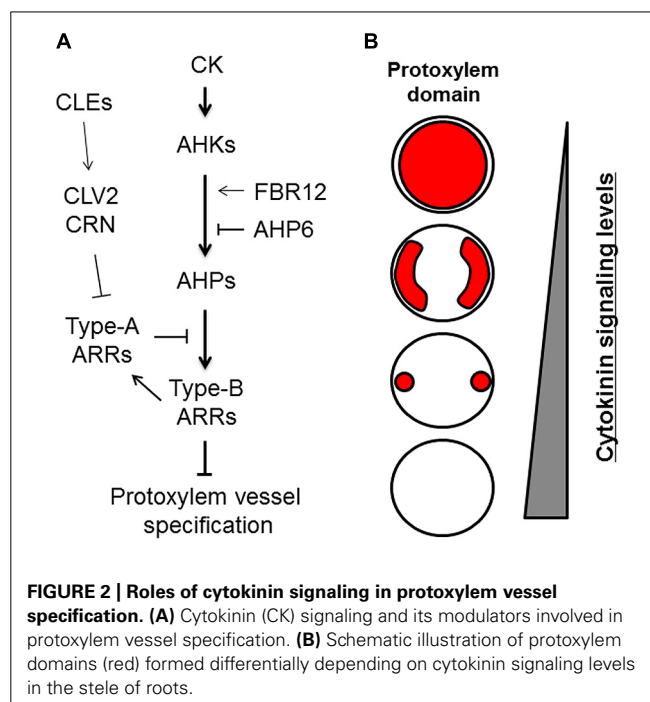 A
CK
CLEs
AHKs
CLV2
CRN
FBR12
AHP6
AHPs
Type-A
ARRs
Type-B
ARRs
Protoxylem vessel
specification
B
Protoxylem
domain
Cytokinin signaling levels
FIGURE 2 | Roles of cytokinin signaling in protoxylem vessel
specification. (A) Cytokinin (CK) signaling and its modulators involved in
protoxylem vessel specification. (B) Schematic illustration of protoxylem
domains (red) formed differentially depending on cytokinin signaling levels
in the stele of roots.